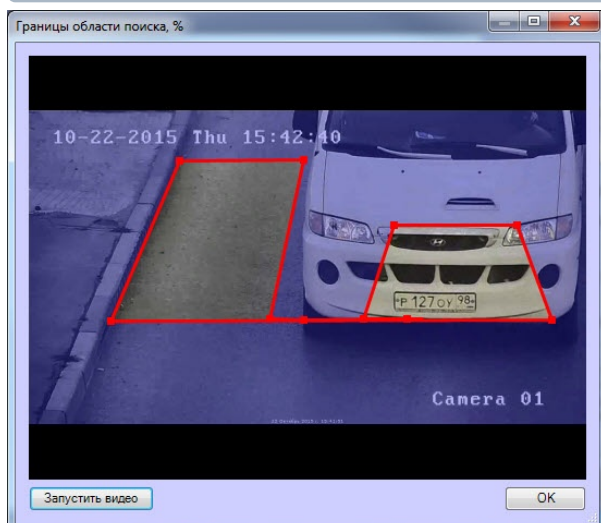 Границы области поиска, %
10-22-2015 Thu 15:42:40
Р 127 ОУ 98
Camera 01
Запустить видео
OK